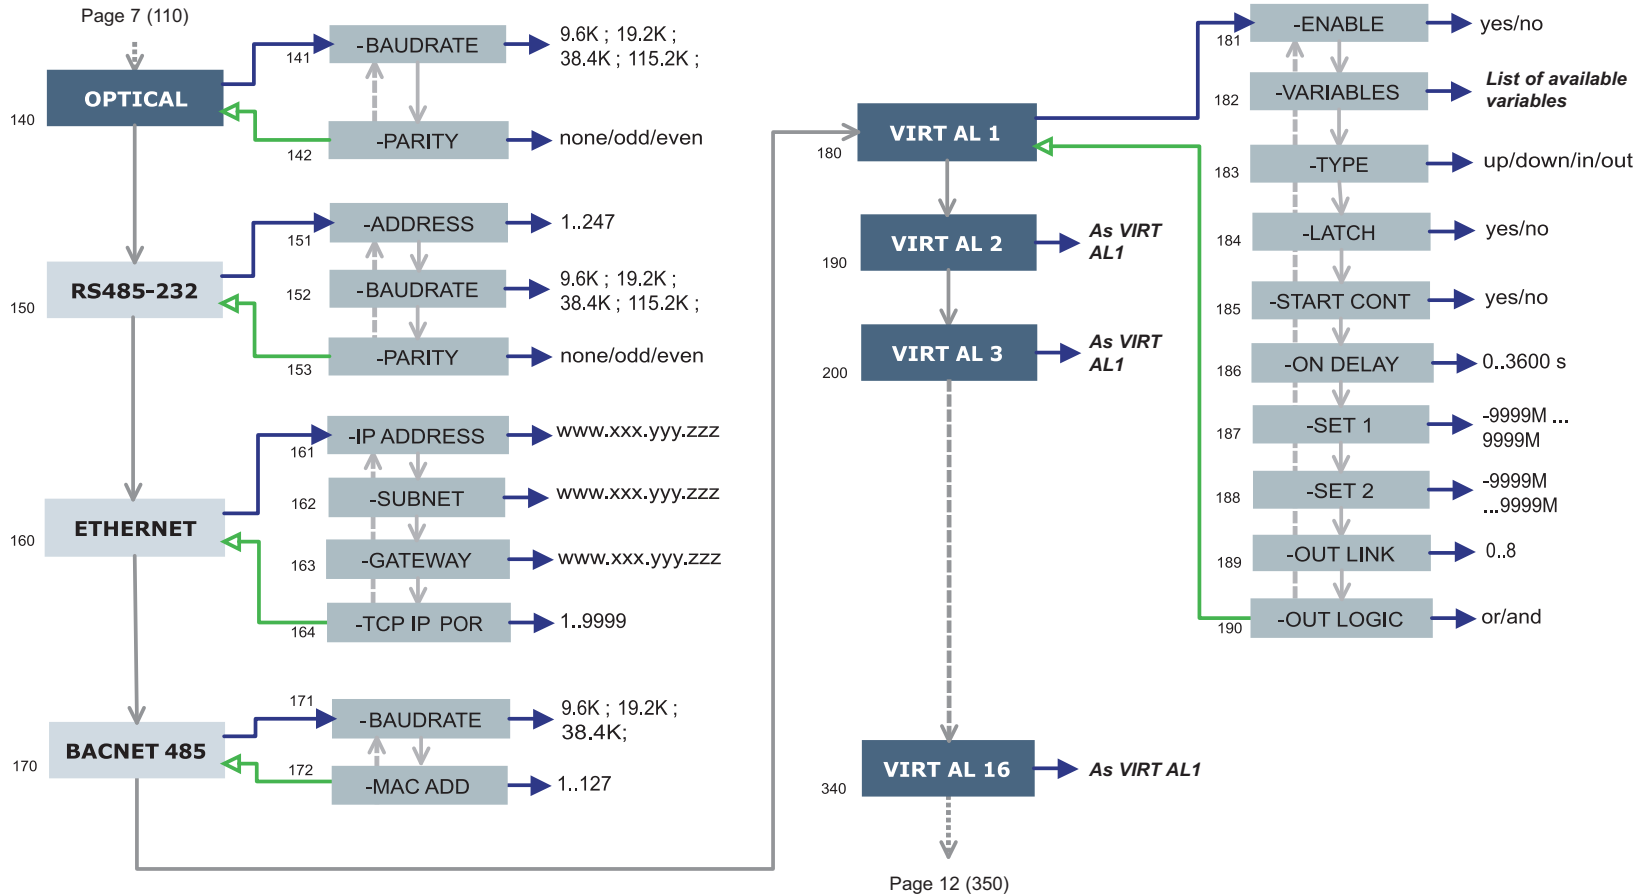 Page 7 (110)
OPTICAL
140
141
-BAUDRATE
9.6K ; 19.2K ;
38.4K ; 115.2K ;
142
-PARITY
none/odd/even
RS485-232
150
151
-ADDRESS
1..247
152
-BAUDRATE
9.6K ; 19.2K ;
38.4K ; 115.2K ;
153
-PARITY
none/odd/even
ETHERNET
160
161
-IP ADDRESS
www.xxx.yyy.zzz
162
-SUBNET
www.xxx.yyy.zzz
163
-GATEWAY
www.xxx.yyy.zzz
164
-TCP IP POR
1..9999
BACNET 485
170
171
-BAUDRATE
9.6K ; 19.2K ;
38.4K;
172
-MAC ADD
1..127
VIRT AL 1
180
VIRT AL 2
190
As VIRT
AL1
VIRT AL 3
200
As VIRT
AL1
VIRT AL 16
340
As VIRT AL1
Page 12 (350)
181
-ENABLE
yes/no
182
-VARIABLES
List of available
variables
183
-TYPE
up/down/in/out
184
-LATCH
yes/no
185
-START CONT
yes/no
186
-ON DELAY
0..3600 s
187
-SET 1
-9999M ...
9999M
188
-SET 2
-9999M
...9999M
189
-OUT LINK
0..8
190
-OUT LOGIC
or/and